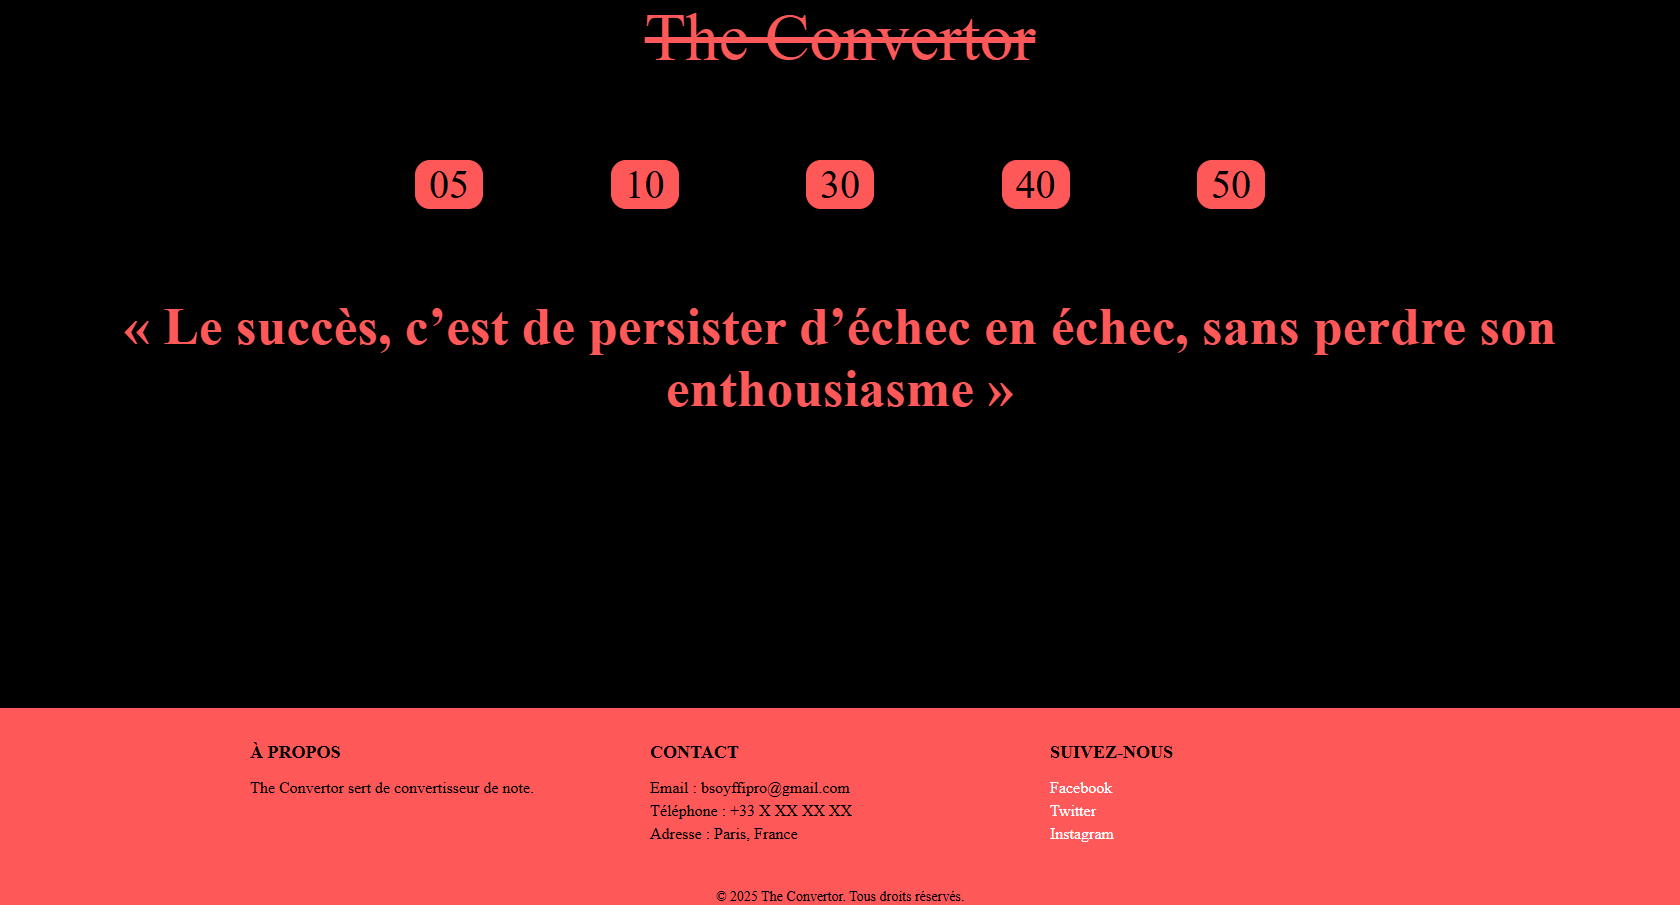 The Convertor
05 10 30 40 50
« Le succès, c’est de persister d’échec en échec, sans perdre son
enthousiasme »
À PROPOS
The Convertor sert de convertisseur de note.
CONTACT
Email : bsoyffipro@gmail.com
Téléphone : +33 X XX XX XX
Adresse : Paris, France
SUIVEZ-NOUS
Facebook
Twitter
Instagram
© 2025 The Convertor. Tous droits réservés.